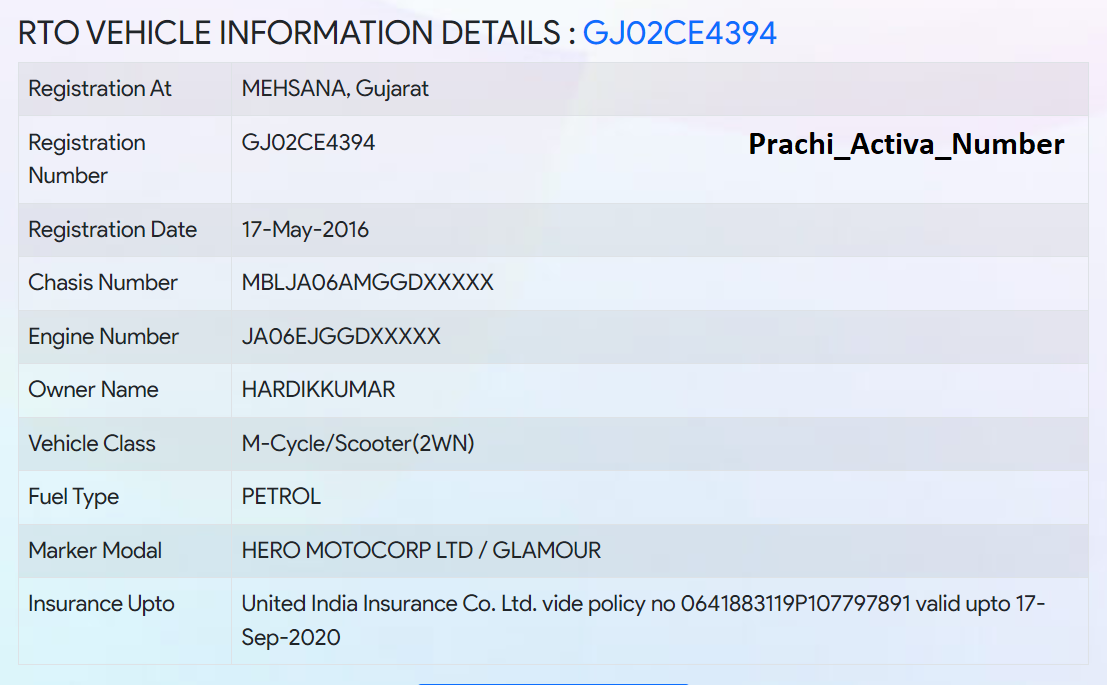 RTO VEHICLE INFORMATION DETAILS : GJ02CE4394
Registration At MEHSANA, Gujarat
Registration Number GJ02CE4394
Prachi_Activa_Number
Registration Date 17-May-2016
Chasis Number MBLJA06AMGGDXXXXX
Engine Number JA06EJGGDXXXXX
Owner Name HARDIKKUMAR
Vehicle Class M-Cycle/Scooter(2WN)
Fuel Type PETROL
Marker Modal HERO MOTOCORP LTD / GLAMOUR
Insurance Upto United India Insurance Co. Ltd. vide policy no 0641883119P107797891 valid upto 17-
Sep-2020